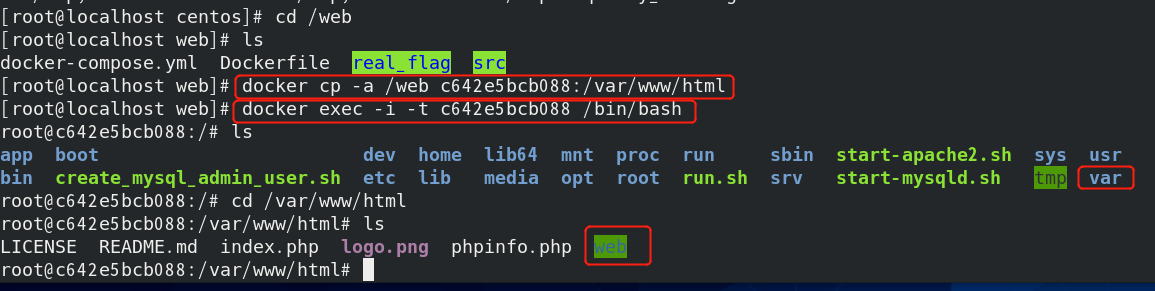 [root@localhost centos]# cd /web
[root@localhost web]# ls
docker-compose.yml Dockerfile real_flag src
[root@localhost web]# docker cp -a /web c642e5bcb088:/var/www/html
[root@localhost web]# docker exec -i -t c642e5bcb088 /bin/bash
root@c642e5bcb088:/# ls
app boot dev home lib64 mnt proc run sbin start-apache2.sh sys usr
bin create_mysql_admin_user.sh etc lib media opt root run.sh srv start-mysqld.sh tmp var
root@c642e5bcb088:/# cd /var/www/html
root@c642e5bcb088:/var/www/html# ls
LICENSE README.md index.php logo.png phpinfo.php web
root@c642e5bcb088:/var/www/html#